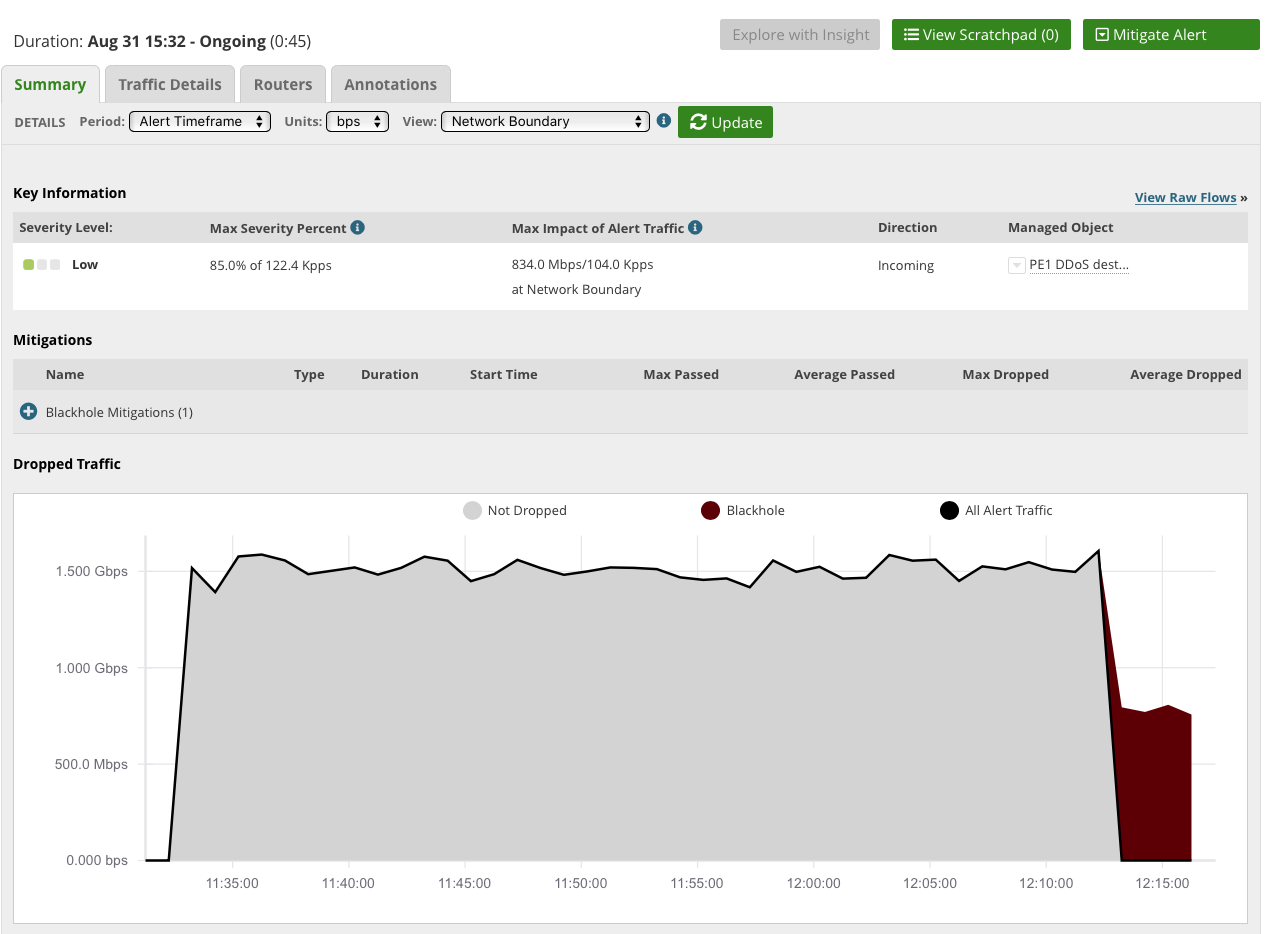 Duration: Aug 31 15:32 - Ongoing (0:45)
Explore with Insight
View Scratchpad (0)
Mitigate Alert
Summary
Traffic Details
Routers
Annotations
DETAILS Period: Alert Timeframe Units: bps View: Network Boundary Update
Key Information
View Raw Flows »
Severity Level: Max Severity Percent Max Impact of Alert Traffic Direction Managed Object
Low 85.0% of 122.4 Kpps 834.0 Mbps/104.0 Kpps Incoming PE1 DDoS dest...
at Network Boundary
Mitigations
Name Type Duration Start Time Max Passed Average Passed Max Dropped Average Dropped
Blackhole Mitigations (1)
Dropped Traffic
Not Dropped Blackhole All Alert Traffic
1.500 Gbps
1.000 Gbps
500.0 Mbps
0.000 bps
11:35:00 11:40:00 11:45:00 11:50:00 11:55:00 12:00:00 12:05:00 12:10:00 12:15:00